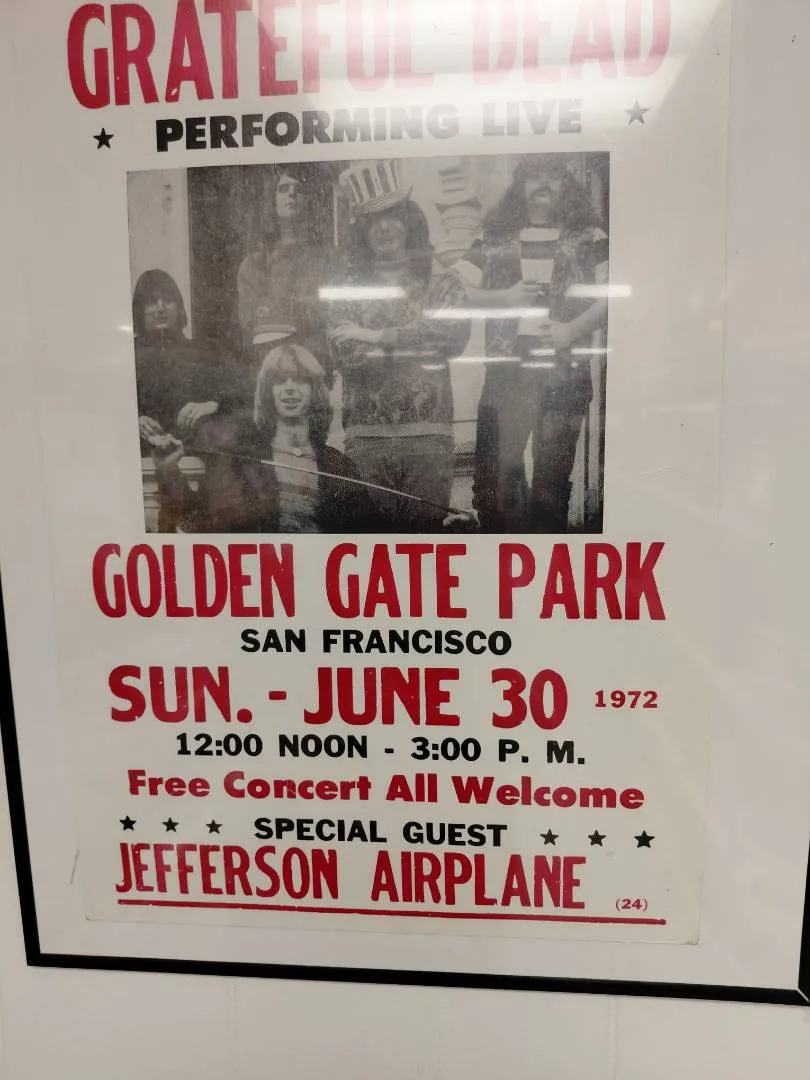 GRATEFUL DEAD
★ PERFORMING LIVE ★
GOLDEN GATE PARK
SAN FRANCISCO
SUN. - JUNE 30 1972
12:00 NOON - 3:00 P. M.
Free Concert All Welcome
★ ★ ★ SPECIAL GUEST ★ ★ ★
JEFFERSON AIRPLANE (24)